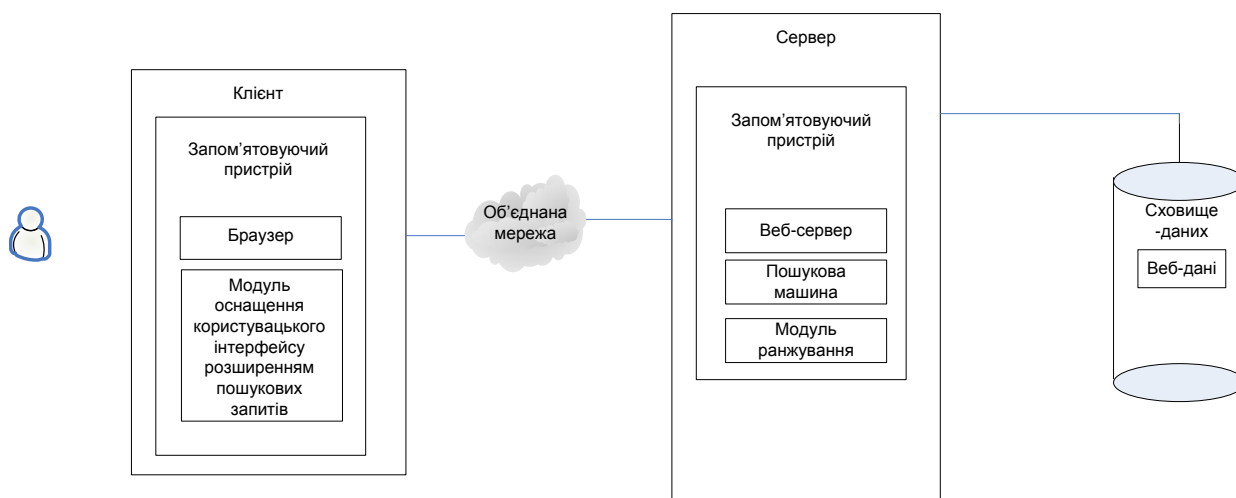 Клієнт
Запом’ятовуючий
пристрій
Браузер
Модуль
оснащення
користувацького
інтерфейсу
розширенням
пошукових
запитів
Об’єднана
мережа
Сервер
Запом’ятовуючий
пристрій
Веб-сервер
Пошукова
машина
Модуль
ранжування
Сховище
-даних
Веб-дані